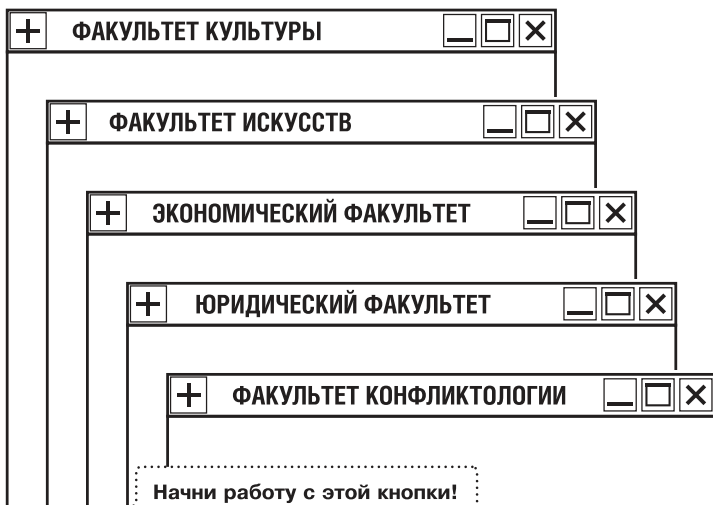 ФАКУЛЬТЕТ КУЛЬТУРЫ
ФАКУЛЬТЕТ ИСКУССТВ
ЭКОНОМИЧЕСКИЙ ФАКУЛЬТЕТ
ЮРИДИЧЕСКИЙ ФАКУЛЬТЕТ
ФАКУЛЬТЕТ КОНФЛИКТОЛОГИИ
Начни работу с этой кнопки!